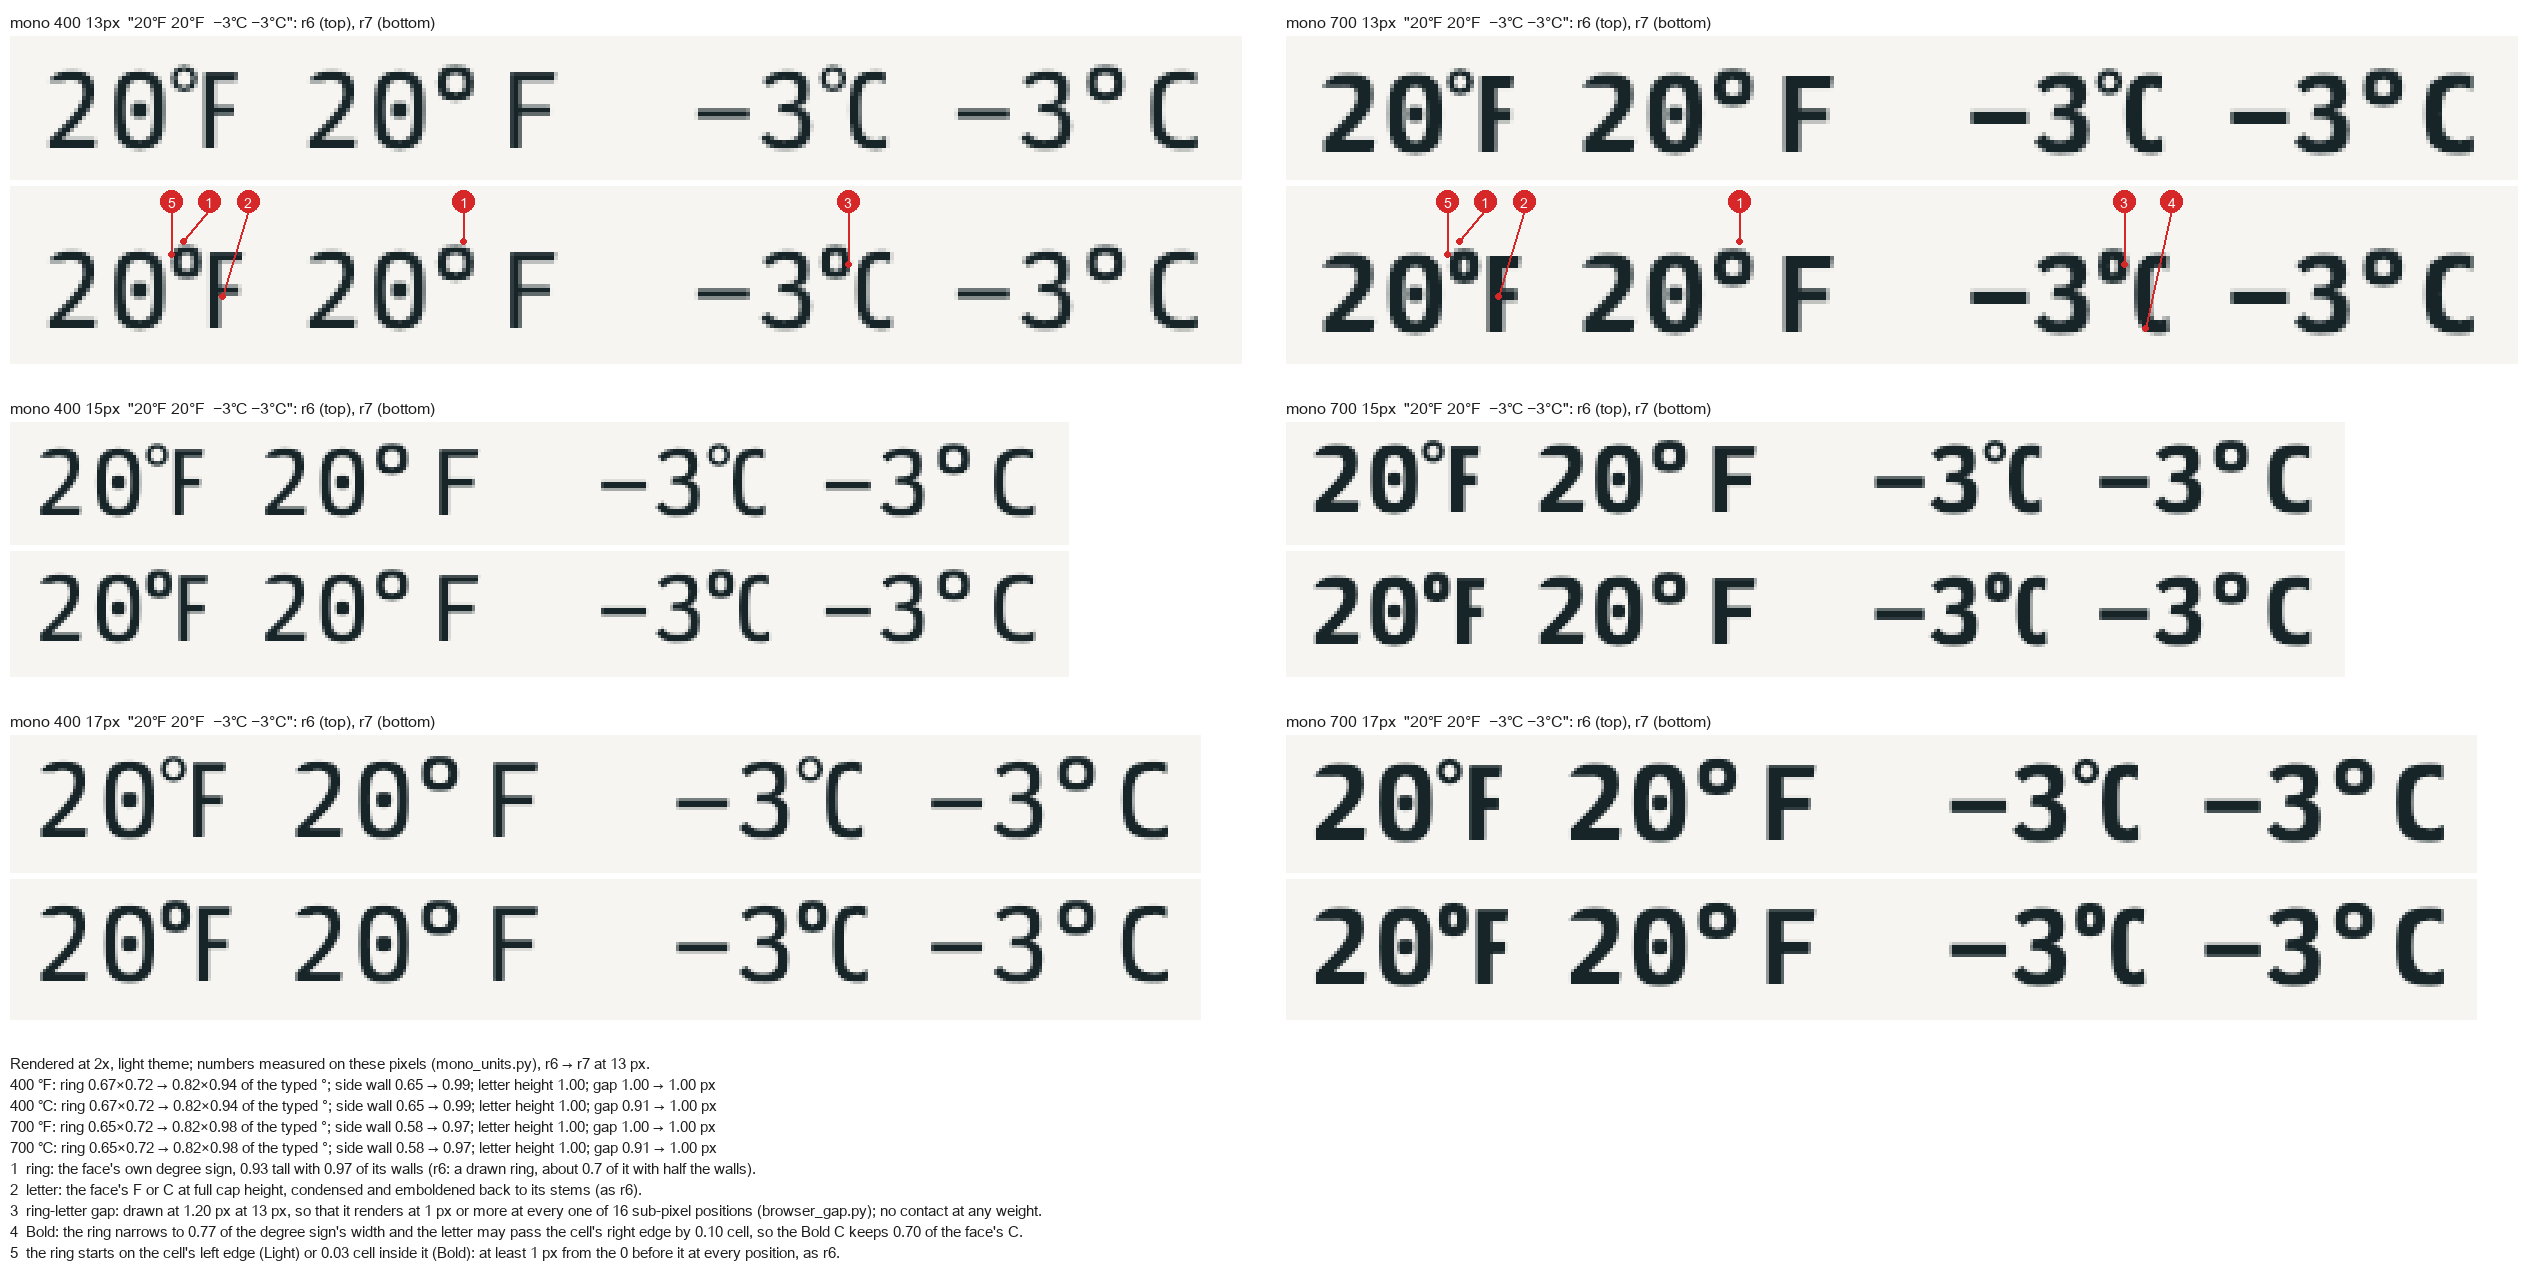 mono 400 13px "20℉ 20°F −3℃ −3°C": r6 (top), r7 (bottom)
20℉ 20°F −3℃ −3°C
5 1 2 1 3
20℉ 20°F −3℃ −3°C
mono 700 13px "20℉ 20°F −3℃ −3°C": r6 (top), r7 (bottom)
20℉ 20°F −3℃ −3°C
5 1 2 1 3 4
20℉ 20°F −3℃ −3°C
mono 400 15px "20℉ 20°F −3℃ −3°C": r6 (top), r7 (bottom)
20℉ 20°F −3℃ −3°C
20℉ 20°F −3℃ −3°C
mono 700 15px "20℉ 20°F −3℃ −3°C": r6 (top), r7 (bottom)
20℉ 20°F −3℃ −3°C
20℉ 20°F −3℃ −3°C
mono 400 17px "20℉ 20°F −3℃ −3°C": r6 (top), r7 (bottom)
20℉ 20°F −3℃ −3°C
20℉ 20°F −3℃ −3°C
mono 700 17px "20℉ 20°F −3℃ −3°C": r6 (top), r7 (bottom)
20℉ 20°F −3℃ −3°C
20℉ 20°F −3℃ −3°C
Rendered at 2x, light theme; numbers measured on these pixels (mono_units.py), r6 → r7 at 13 px.
400 ℉: ring 0.67×0.72 → 0.82×0.94 of the typed °; side wall 0.65 → 0.99; letter height 1.00; gap 1.00 → 1.00 px
400 ℃: ring 0.67×0.72 → 0.82×0.94 of the typed °; side wall 0.65 → 0.99; letter height 1.00; gap 0.91 → 1.00 px
700 ℉: ring 0.65×0.72 → 0.82×0.98 of the typed °; side wall 0.58 → 0.97; letter height 1.00; gap 1.00 → 1.00 px
700 ℃: ring 0.65×0.72 → 0.82×0.98 of the typed °; side wall 0.58 → 0.97; letter height 1.00; gap 0.91 → 1.00 px
1 ring: the face's own degree sign, 0.93 tall with 0.97 of its walls (r6: a drawn ring, about 0.7 of it with half the walls).
2 letter: the face's F or C at full cap height, condensed and emboldened back to its stems (as r6).
3 ring-letter gap: drawn at 1.20 px at 13 px, so that it renders at 1 px or more at every one of 16 sub-pixel positions (browser_gap.py); no contact at any weight.
4 Bold: the ring narrows to 0.77 of the degree sign's width and the letter may pass the cell's right edge by 0.10 cell, so the Bold C keeps 0.70 of the face's C.
5 the ring starts on the cell's left edge (Light) or 0.03 cell inside it (Bold): at least 1 px from the 0 before it at every position, as r6.